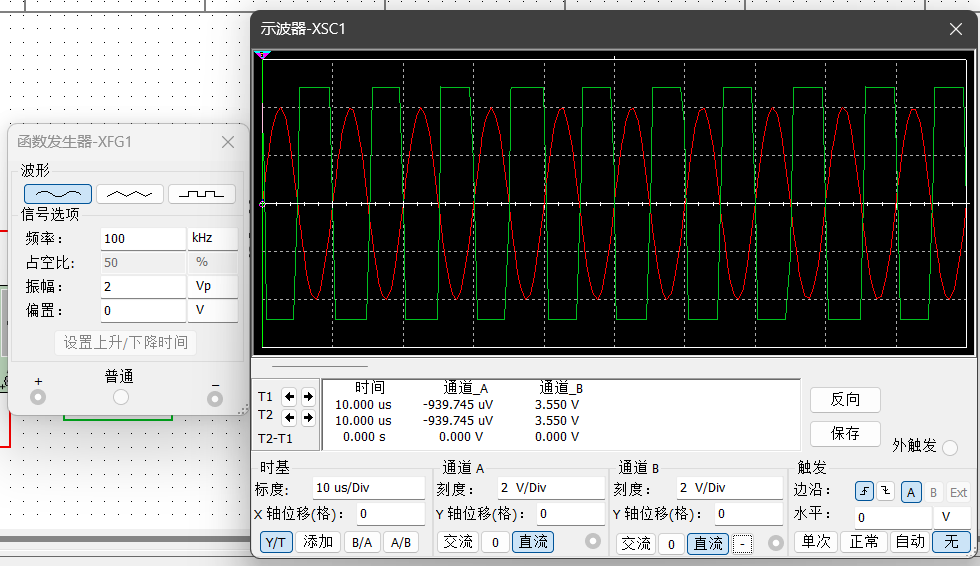 示波器-XSC1
函数发生器-XFG1
波形
信号选项
频率： 100 kHz
占空比: 50 %
振幅： 2 Vp
偏置： 0 V
设置上升/下降时间
+ 普通 −
时间 通道_A 通道_B
T1 10.000 us -939.745 uV 3.550 V
T2 10.000 us -939.745 uV 3.550 V
T2-T1 0.000 s 0.000 V 0.000 V
反向
保存
外触发
时基
标度: 10 us/Div
X 轴位移(格)： 0
Y/T 添加 B/A A/B
通道 A
刻度： 2 V/Div
Y 轴位移(格)： 0
交流 0 直流
通道 B
刻度： 2 V/Div
Y 轴位移(格)： 0
交流 0 直流 -
触发
边沿： A B Ext
水平： 0 V
单次 正常 自动 无